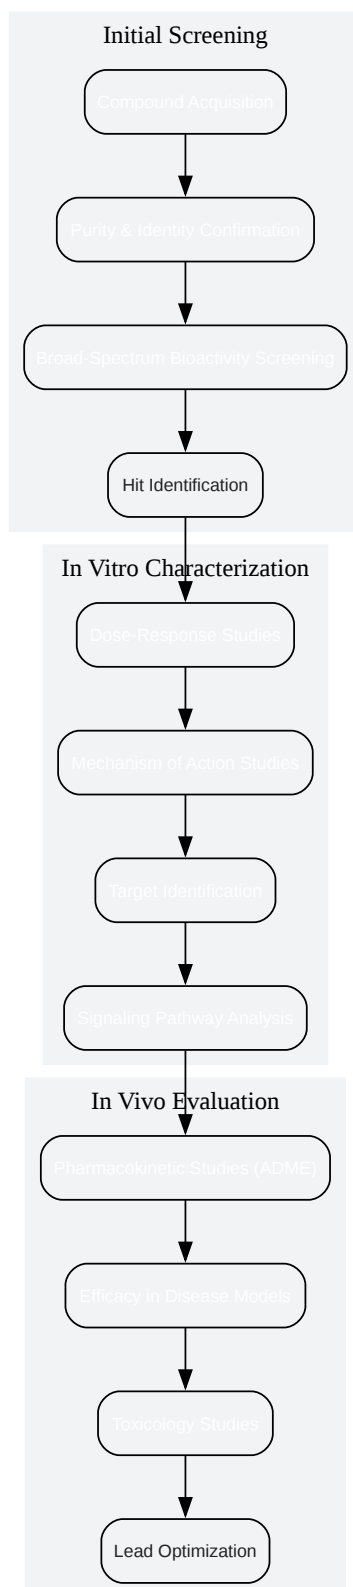 Initial Screening
Compound Acquisition
Purity & Identity Confirmation
Broad-Spectrum Bioactivity Screening
Hit Identification
In Vitro Characterization
Dose-Response Studies
Mechanism of Action Studies
Target Identification
Signaling Pathway Analysis
In Vivo Evaluation
Pharmacokinetic Studies (ADME)
Efficacy in Disease Models
Toxicology Studies
Lead Optimization